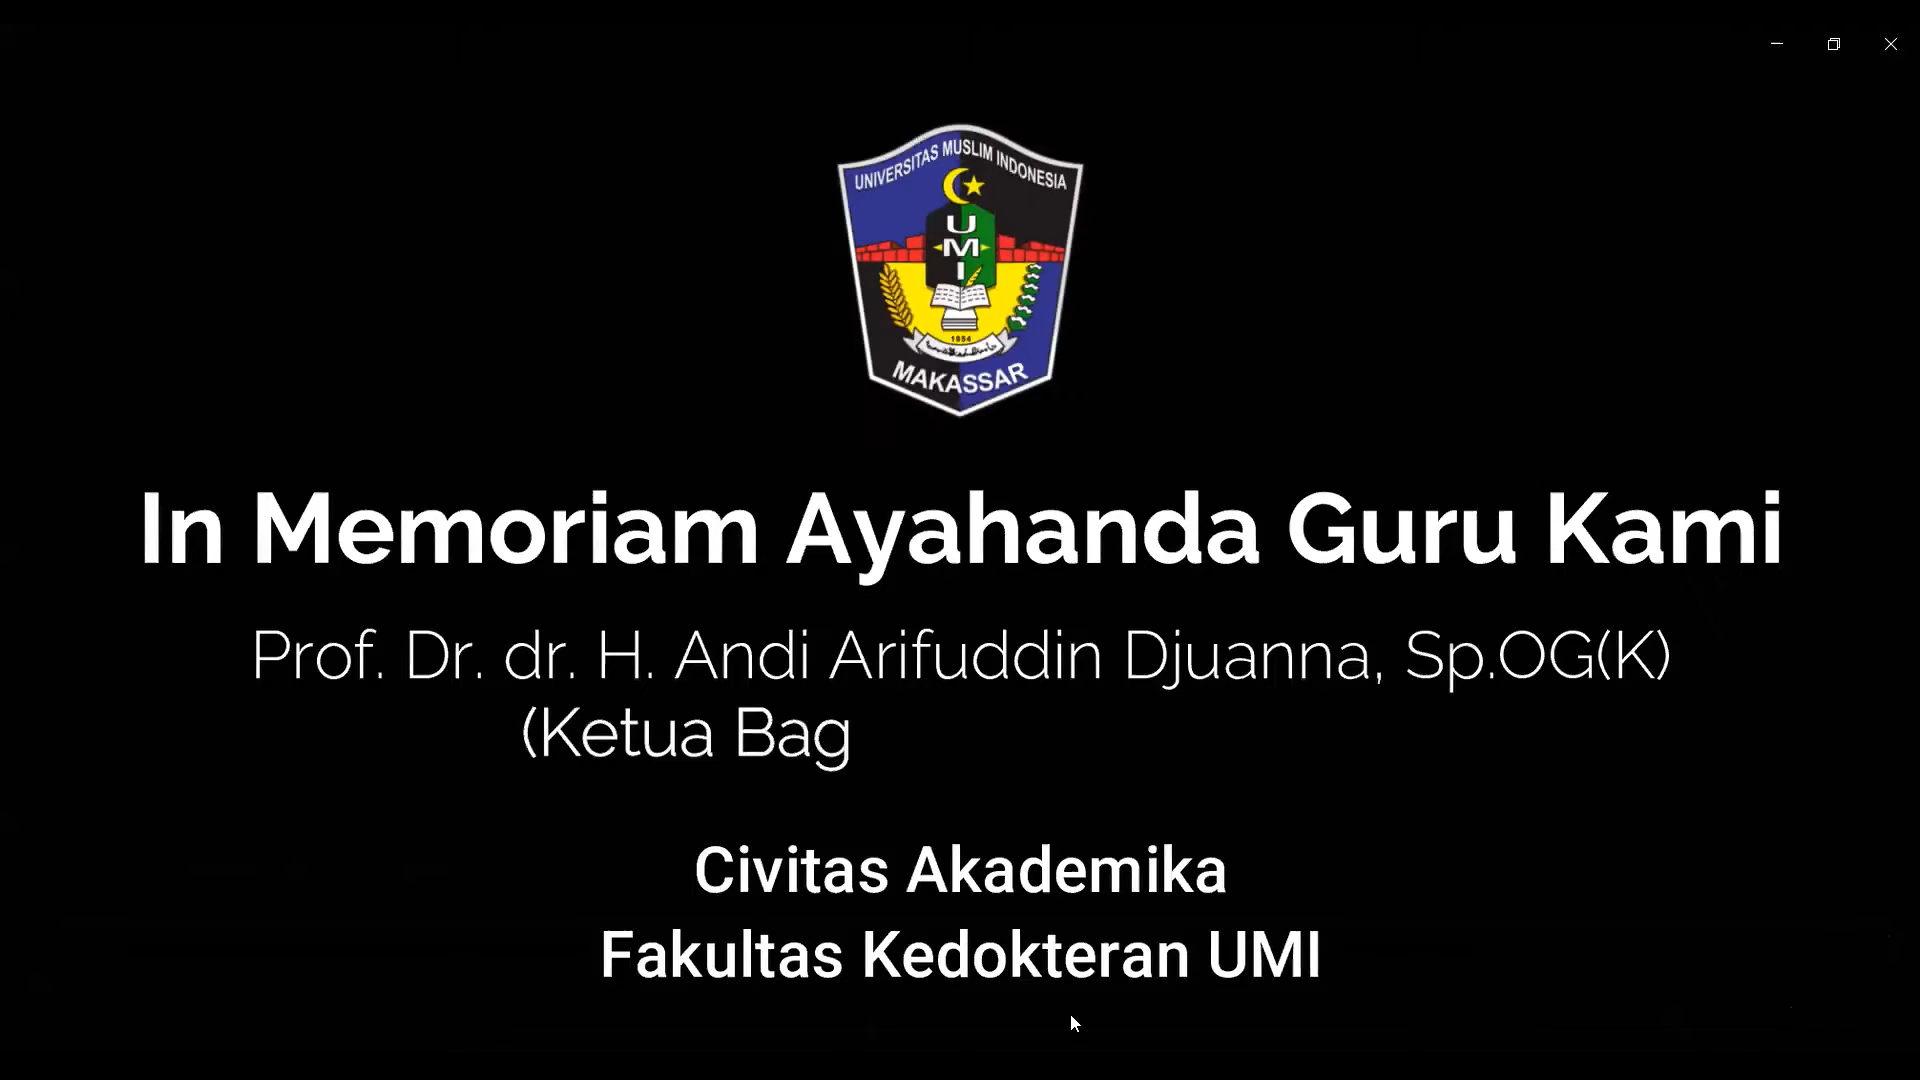 UNIVERSITAS MUSLIM INDONESIA
U
M
I
1954
MAKASSAR
In Memoriam Ayahanda Guru Kami
Prof. Dr. dr. H. Andi Arifuddin Djuanna, Sp.OG(K)
(Ketua Bag
Civitas Akademika
Fakultas Kedokteran UMI